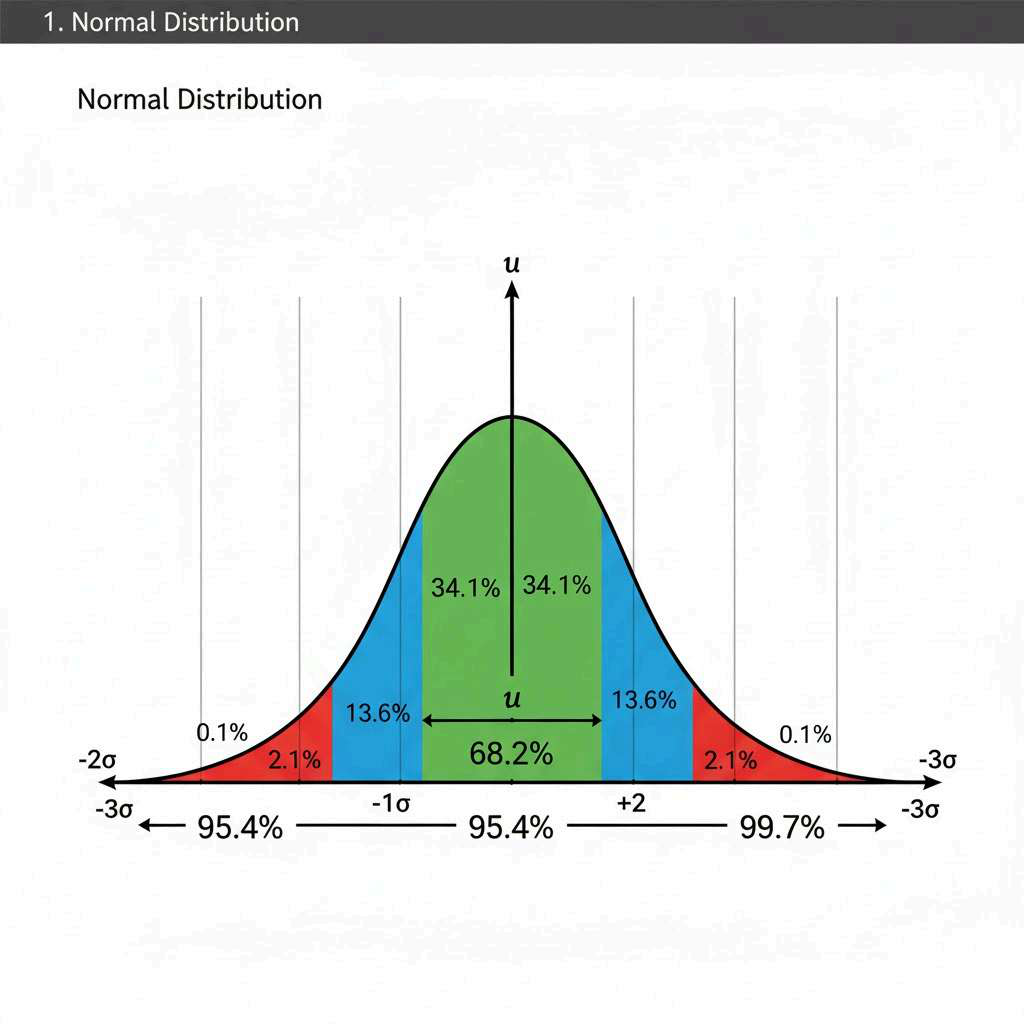 1. Normal Distribution
Normal Distribution
u
34.1% 34.1%
u
13.6% 13.6%
0.1% 0.1%
68.2%
2.1% 2.1%
-2σ -3σ
-3σ -1σ +2 -3σ
95.4% 95.4% 99.7%